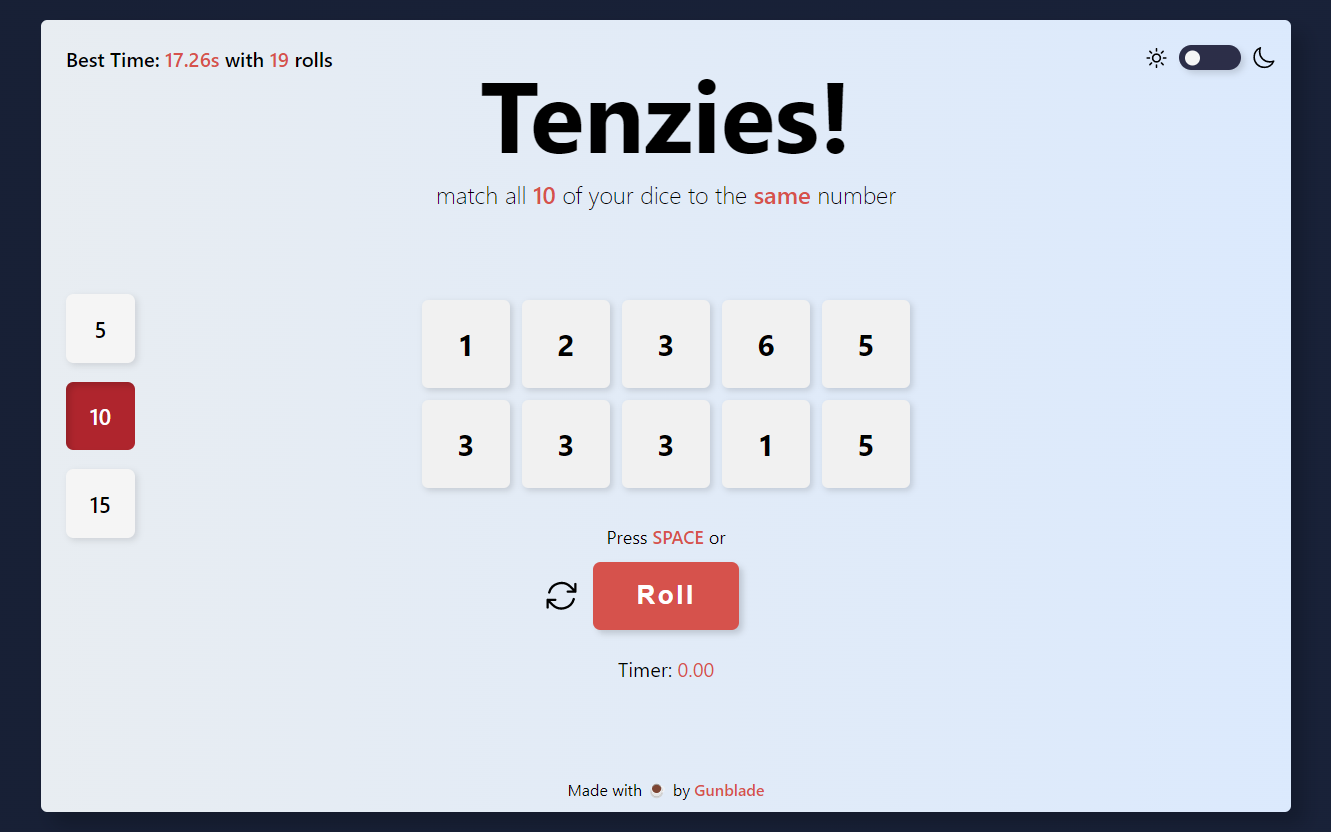 Best Time: 17.26s with 19 rolls
Tenzies!
match all 10 of your dice to the same number
5
10
15
1 2 3 6 5
3 3 3 1 5
Press SPACE or
Roll
Timer: 0.00
Made with ☕ by Gunblade